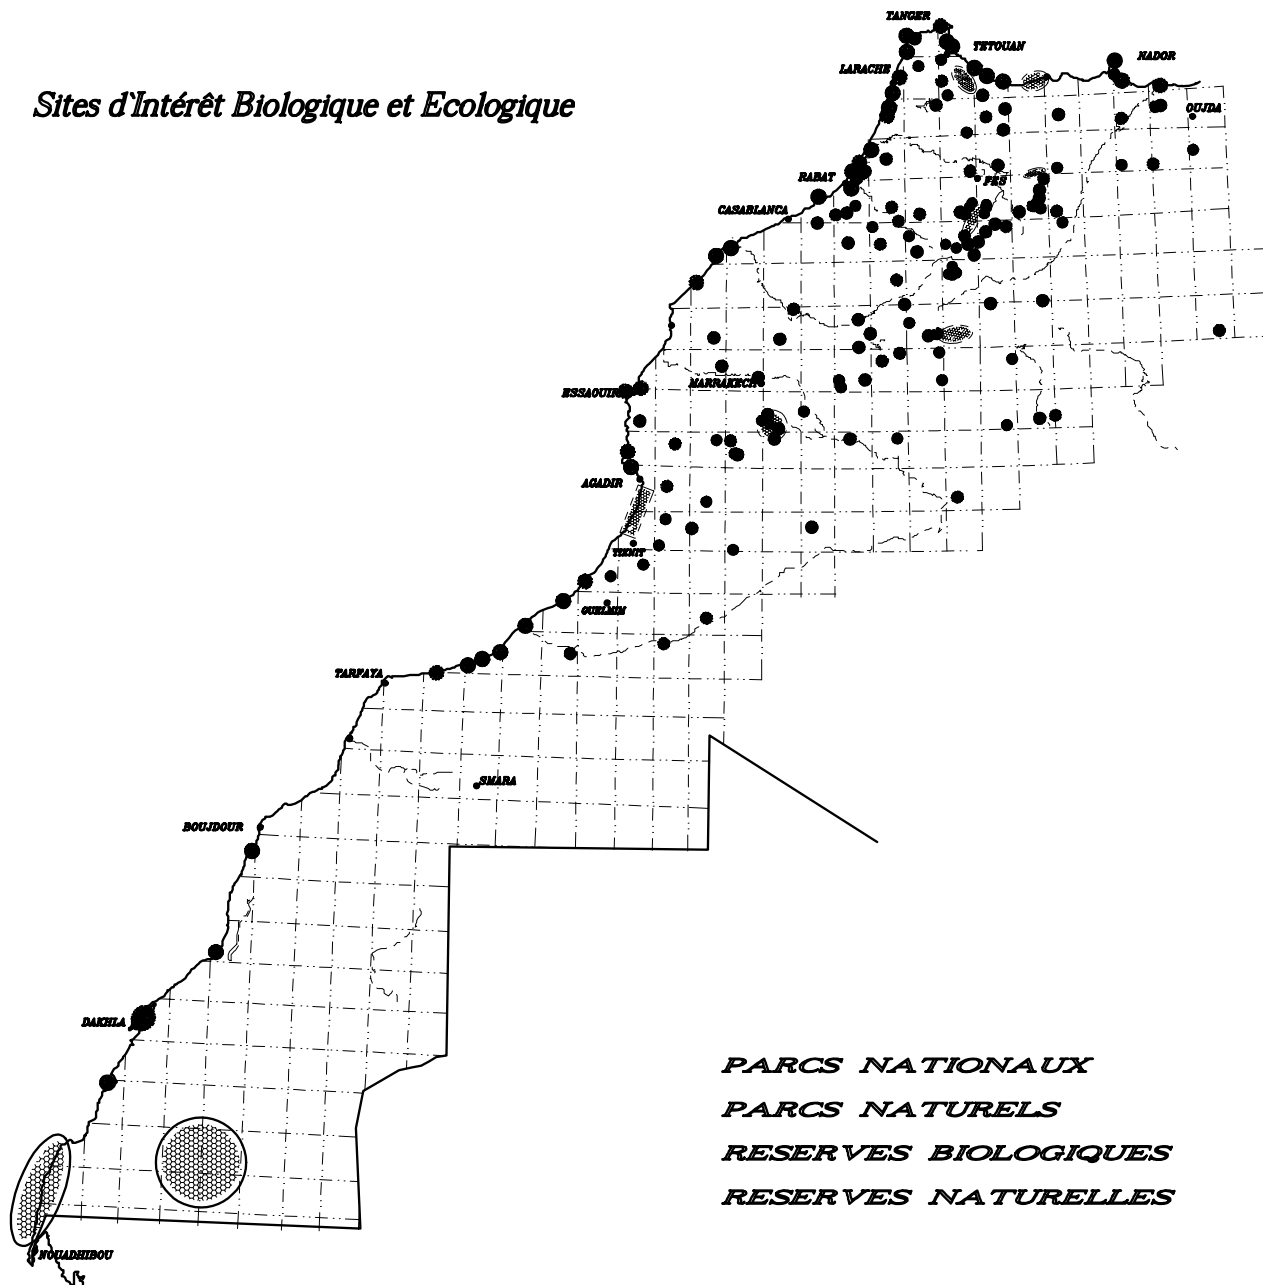 TANGER
TETOUAN
NADOR
LARACHE
Sites d`Intérêt Biologique et Ecologique
OUJDA
RABAT
FES
CASABLANCA
MARRAKECH
ESSAOUIRA
AGADIR
TIZNIT
GUELMIM
TARFAYA
SMARA
BOUJDOUR
DAKHLA
PARCS NATIONAUX
PARCS NATURELS
RESERVES BIOLOGIQUES
RESERVES NATURELLES
NOUADHIBOU